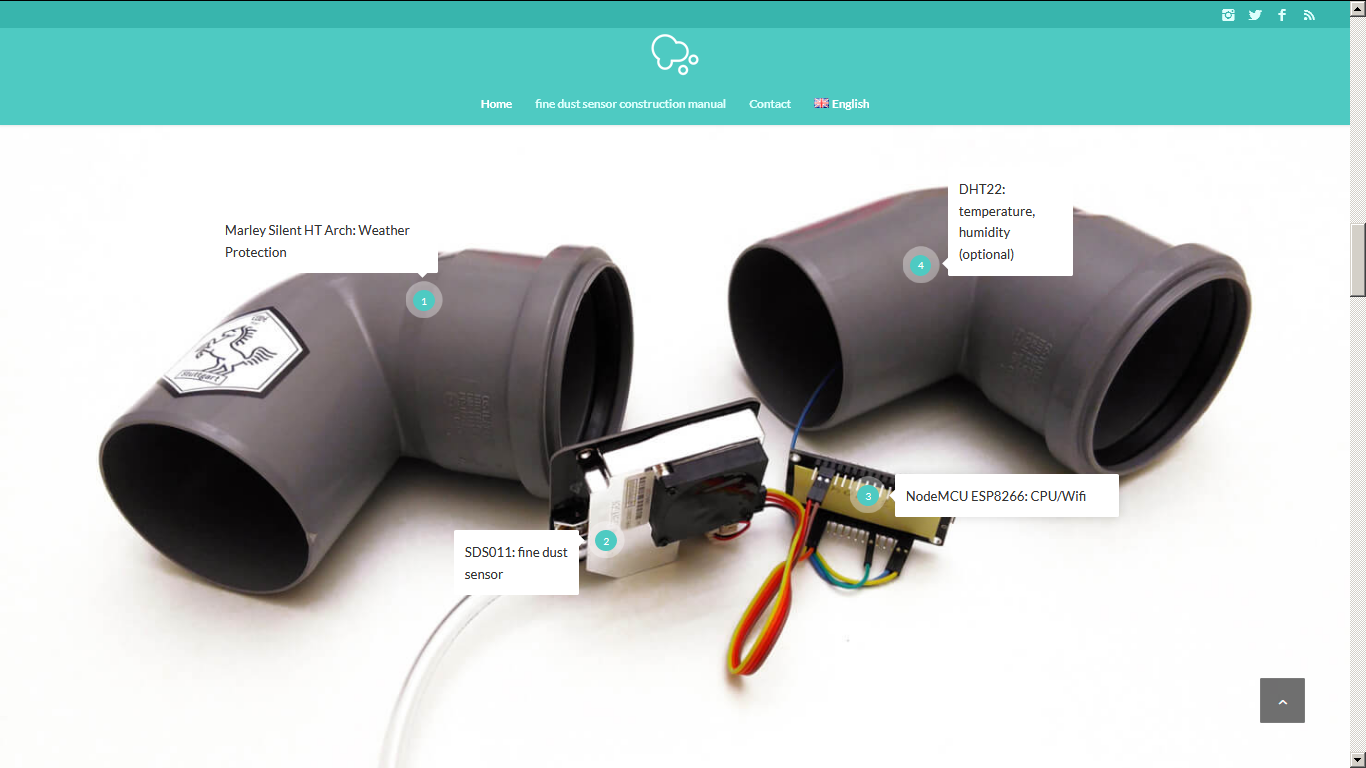 Home fine dust sensor construction manual Contact English
Marley Silent HT Arch: Weather
Protection
1
DHT22:
temperature,
humidity
(optional)
4
Stuttgart
SDS011: fine dust
sensor
2
3
NodeMCU ESP8266: CPU/Wifi